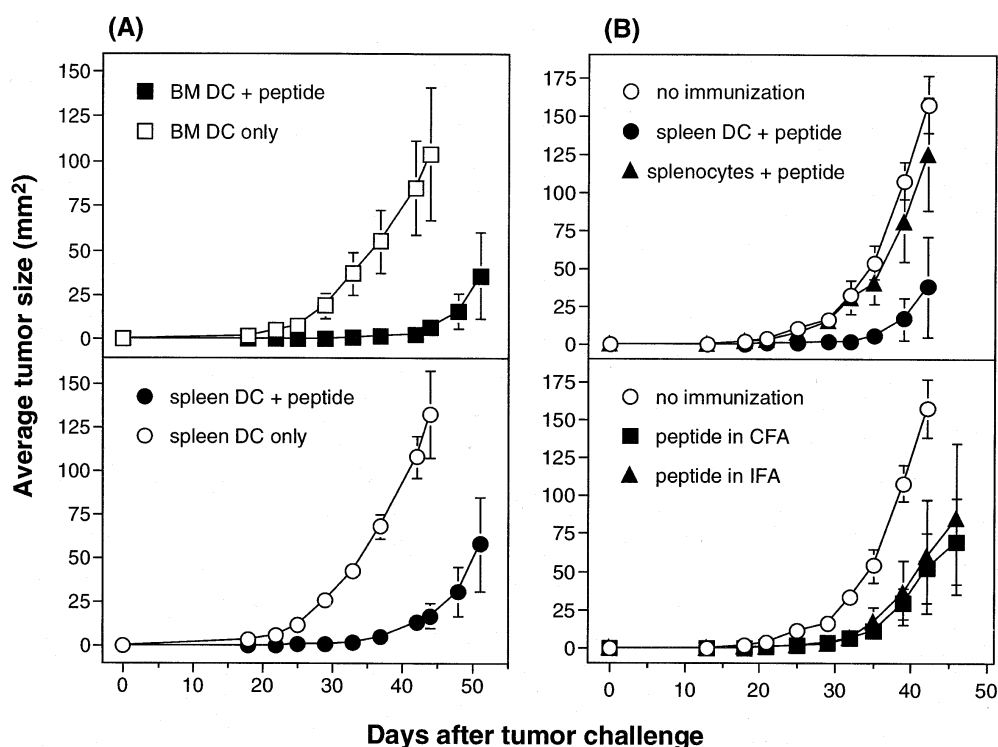 (A)
150
125
100
75
50
25
0
BM DC + peptide
BM DC only
150
125
100
75
50
25
0
spleen DC + peptide
spleen DC only
0 10 20 30 40 50
(B)
175
150
125
100
75
50
25
0
no immunization
spleen DC + peptide
splenocytes + peptide
175
150
125
100
75
50
25
0
no immunization
peptide in CFA
peptide in IFA
0 10 20 30 40 50
Average tumor size (mm²)
Days after tumor challenge